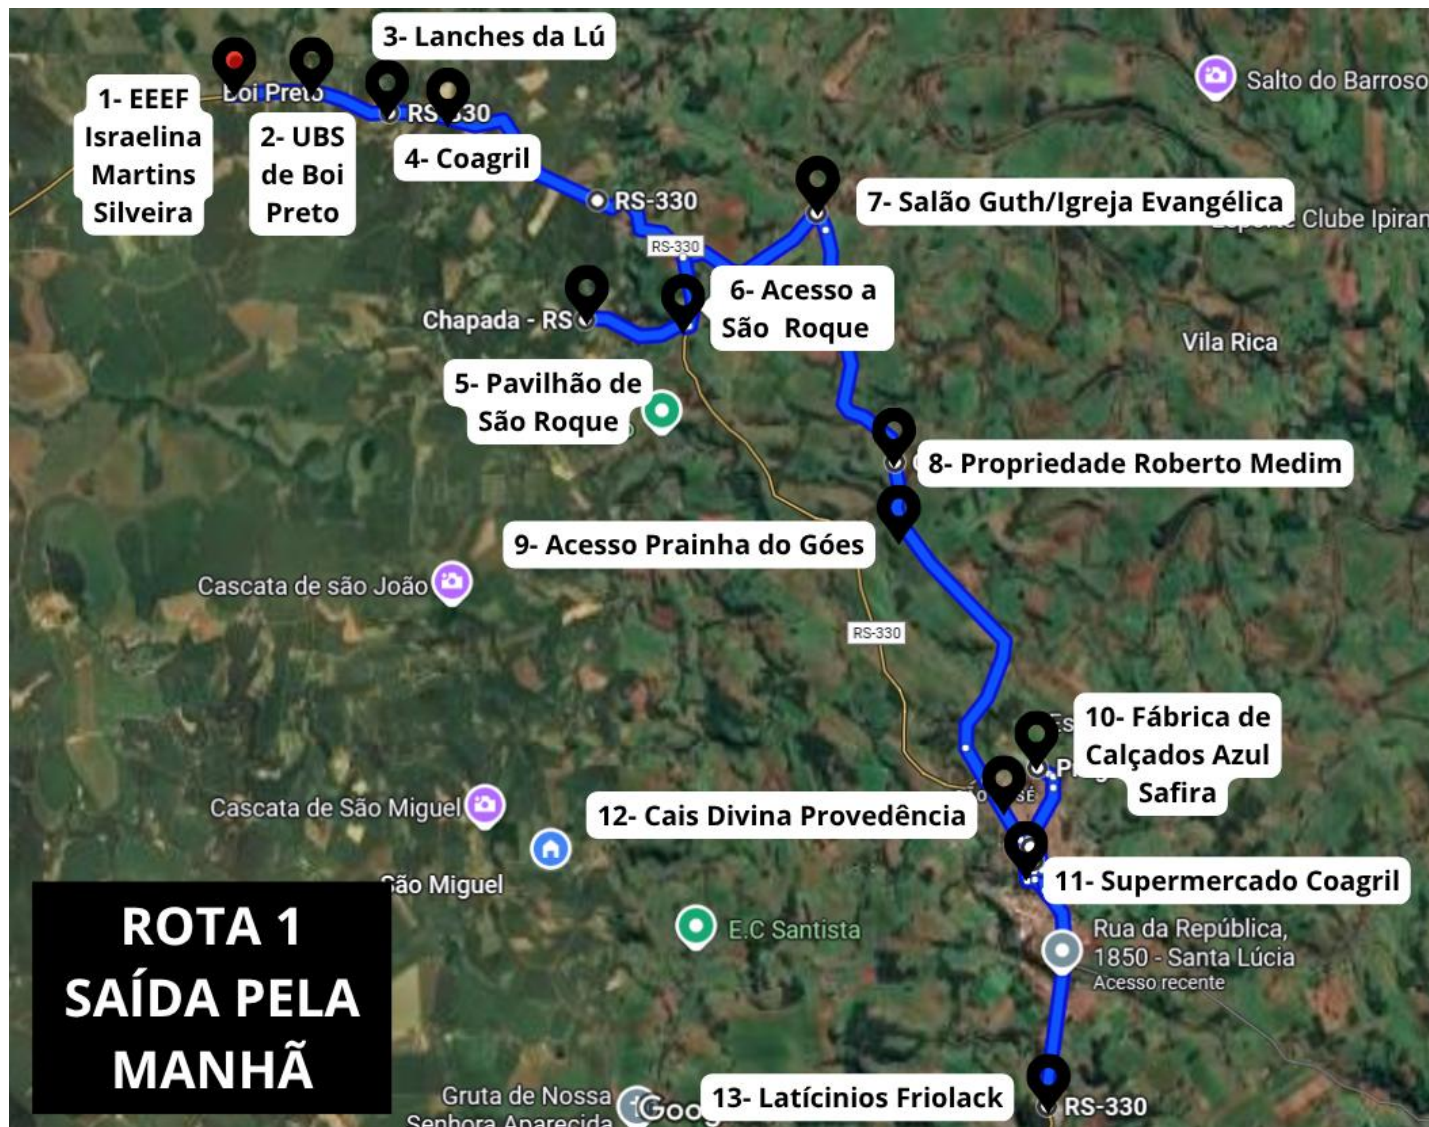 3- Lanches da Lú
Salto do Barroso
Boi Preto
1- EEEF
Israelina
Martins
Silveira
RS-330
2- UBS
de Boi
Preto
4- Coagril
RS-330
7- Salão Guth/Igreja Evangélica
Clube Ipiran
RS-330
6- Acesso a
São Roque
Chapada - RS
Vila Rica
5- Pavilhão de
São Roque
8- Propriedade Roberto Medim
9- Acesso Prainha do Góes
Cascata de são João
RS-330
10- Fábrica de
Calçados Azul
Safira
Cascata de São Miguel
12- Cais Divina Provedência
São Miguel
11- Supermercado Coagril
ROTA 1
SAÍDA PELA
MANHÃ
E.C Santista
Rua da República,
1850 - Santa Lúcia
Acesso recente
Gruta de Nossa
Senhora Aparecida
13- Latícinios Friolack
RS-330